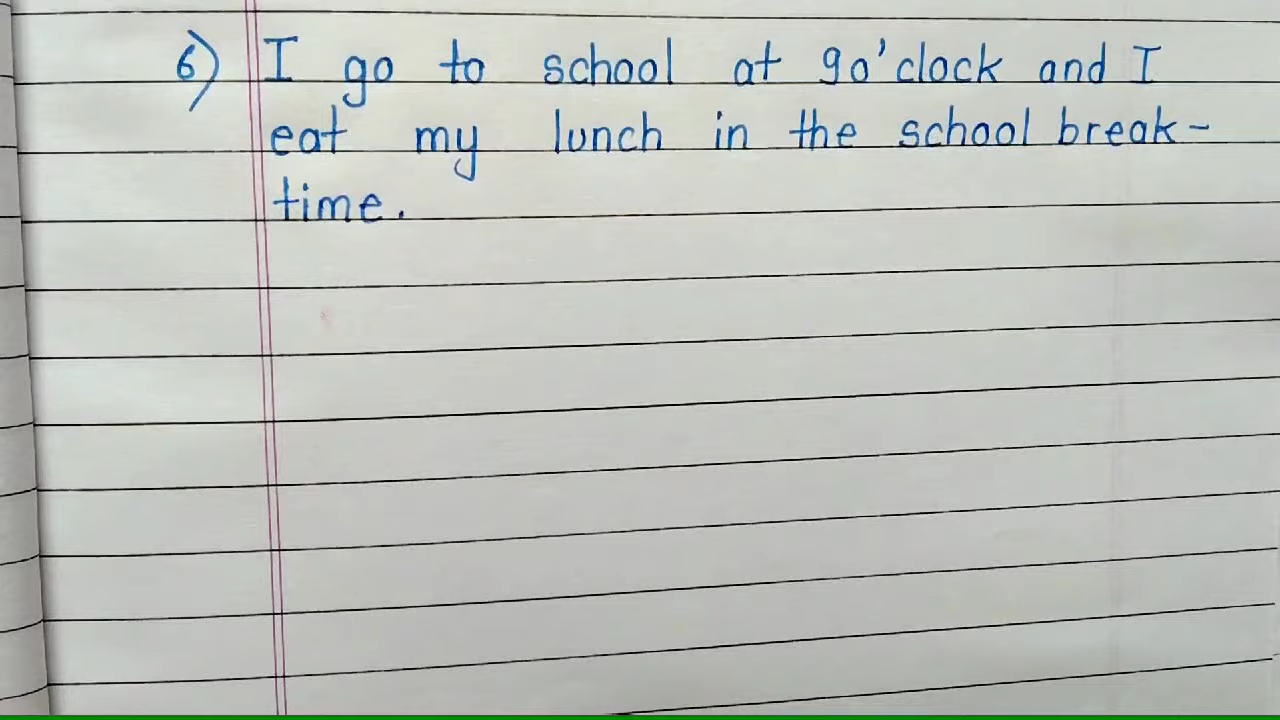 6) I go to school at 9o'clock and I
eat my lunch in the school break-
time.